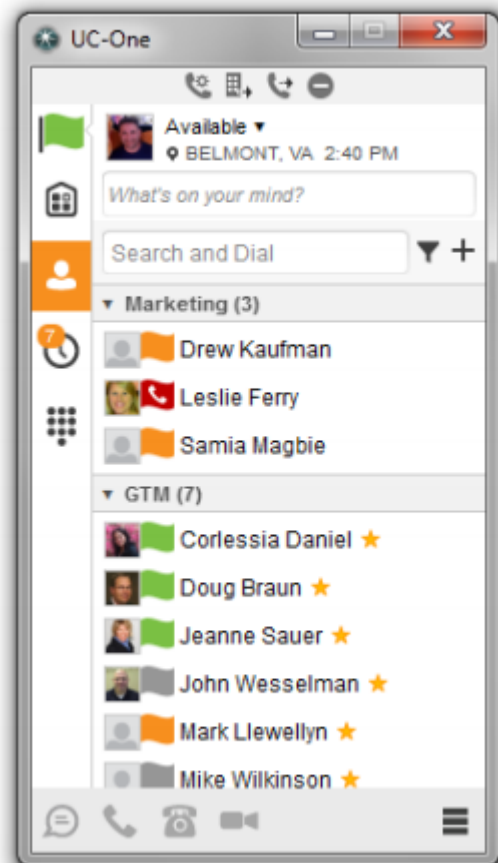 UC-One
Available
BELMONT, VA 2:40 PM
What's on your mind?
Search and Dial
Marketing (3)
Drew Kaufman
7
Leslie Ferry
Samia Magbie
GTM (7)
Corlessia Daniel
Doug Braun
Jeanne Sauer
John Wesselman
Mark Llewellyn
Mike Wilkinson